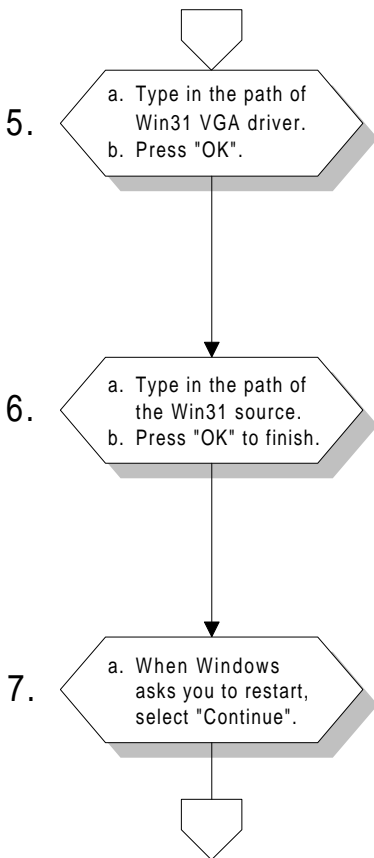 5.
a. Type in the path of
Win31 VGA driver.
b. Press "OK".
6.
a. Type in the path of
the Win31 source.
b. Press "OK" to finish.
7.
a. When Windows
asks you to restart,
select "Continue".